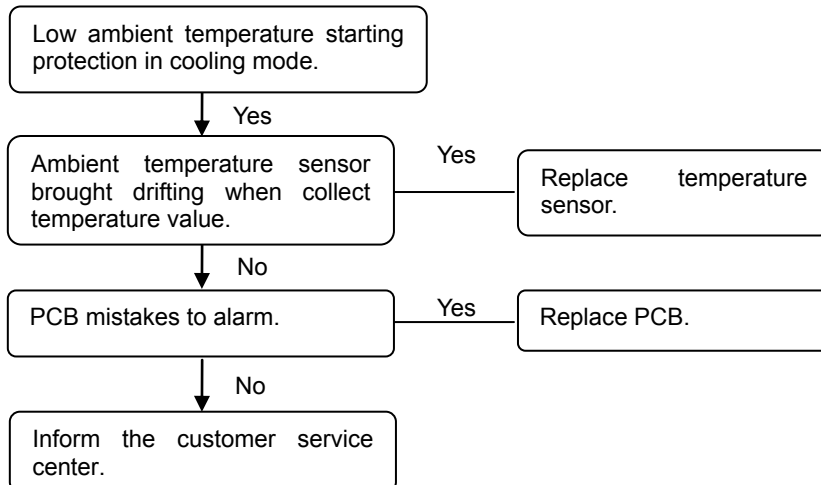 Low ambient temperature starting
protection in cooling mode.
Yes
Ambient temperature sensor
brought drifting when collect
temperature value.
Yes
Replace temperature
sensor.
No
PCB mistakes to alarm.
Yes
Replace PCB.
No
Inform the customer service
center.